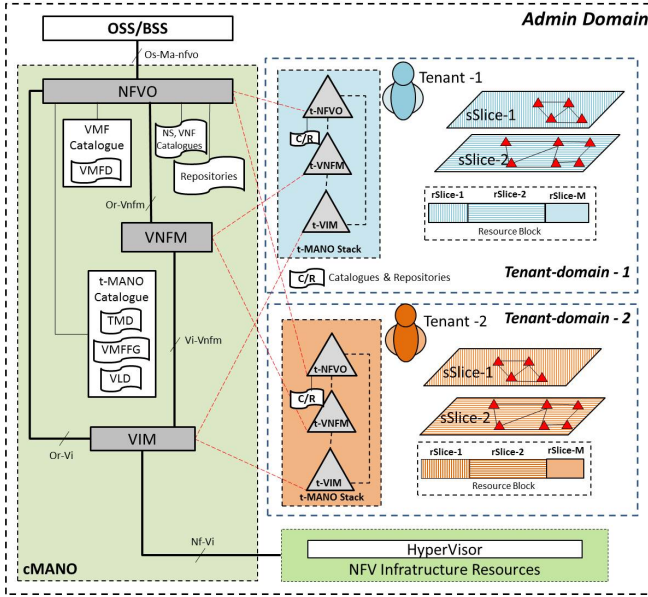 Admin Domain
OSS/BSS
Os-Ma-nfvo
NFVO
VMF
Catalogue
VMFD
NS, VNF
Catalogues
Repositories
Or-Vnfm
VNFM
t-MANO
Catalogue
TMD
VMFFG
VLD
Vi-Vnfm
VIM
Or-Vi
Nf-Vi
cMANO
t-NFVO
C/R
t-VNFM
t-VIM
t-MANO Stack
Tenant -1
sSlice-1
sSlice-2
rSlice-1
rSlice-2
rSlice-M
Resource Block
C/R
Catalogues & Repositories
Tenant-domain - 1
Tenant -2
Tenant-domain - 2
t-NFVO
C/R
t-VNFM
t-VIM
t-MANO Stack
sSlice-1
sSlice-2
rSlice-1
rSlice-2
rSlice-M
Resource Block
HyperVisor
NFV Infratructure Resources